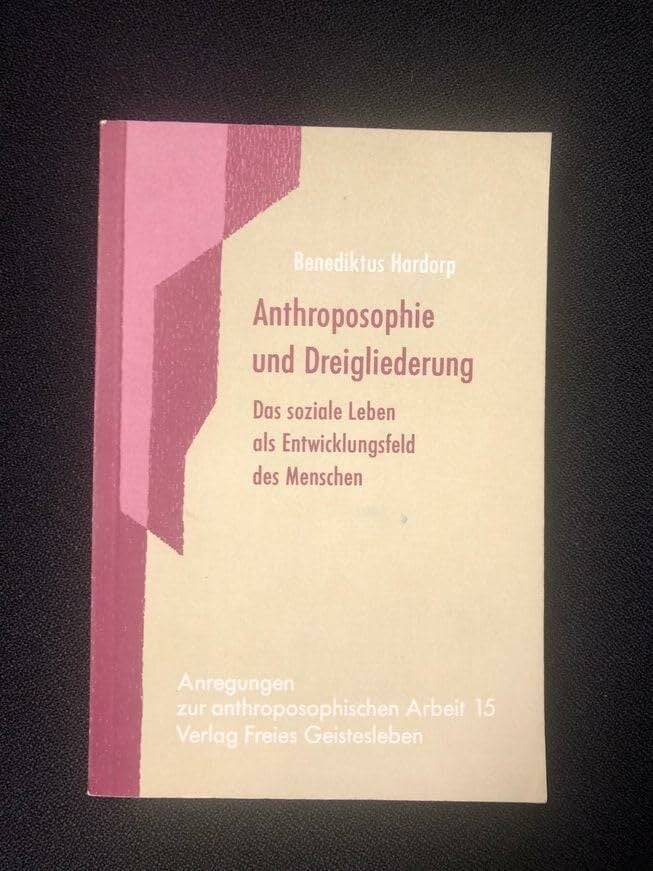 Benediktus Hardorp
Anthroposophie
und Dreigliederung
Das soziale Leben
als Entwicklungsfeld
des Menschen
Anregungen
zur anthroposophischen Arbeit 15
Verlag Freies Geistesleben